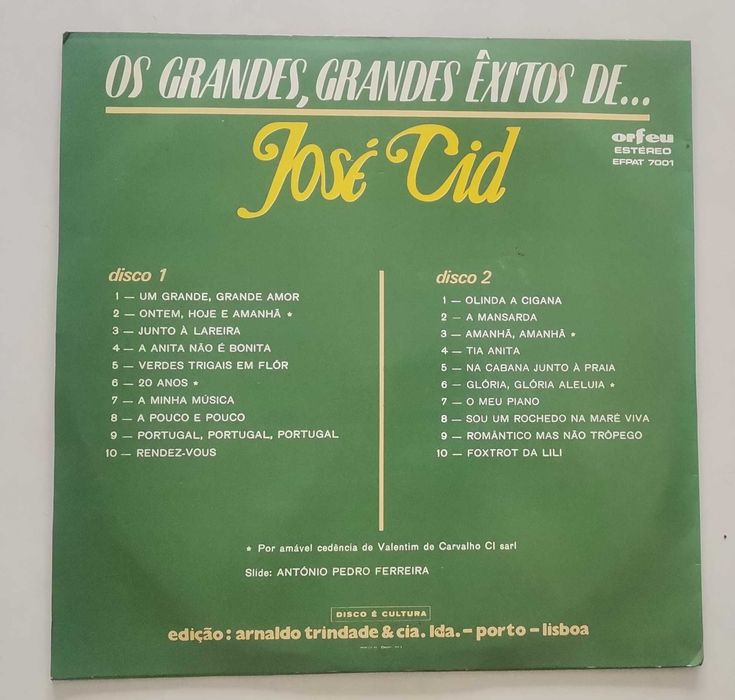 OS GRANDES, GRANDES ÊXITOS DE...
José Cid
orfeu
ESTÉREO
EFPAT 7001
disco 1
1 — UM GRANDE, GRANDE AMOR
2 — ONTEM, HOJE E AMANHÃ *
3 — JUNTO À LAREIRA
4 — A ANITA NÃO É BONITA
5 — VERDES TRIGAIS EM FLÔR
6 — 20 ANOS *
7 — A MINHA MÚSICA
8 — A POUCO E POUCO
9 — PORTUGAL, PORTUGAL, PORTUGAL
10 — RENDEZ-VOUS
disco 2
1 — OLINDA A CIGANA
2 — A MANSARDA
3 — AMANHÃ, AMANHÃ *
4 — TIA ANITA
5 — NA CABANA JUNTO À PRAIA
6 — GLÓRIA, GLÓRIA ALELUIA *
7 — O MEU PIANO
8 — SOU UM ROCHEDO NA MARÉ VIVA
9 — ROMÂNTICO MAS NÃO TRÔPEGO
10 — FOXTROT DA LILI
* Por amável cedência de Valentim de Carvalho CI sarl
Slide: ANTÓNIO PEDRO FERREIRA
DISCO É CULTURA
edição: arnaldo trindade & cia. lda. – porto – lisboa